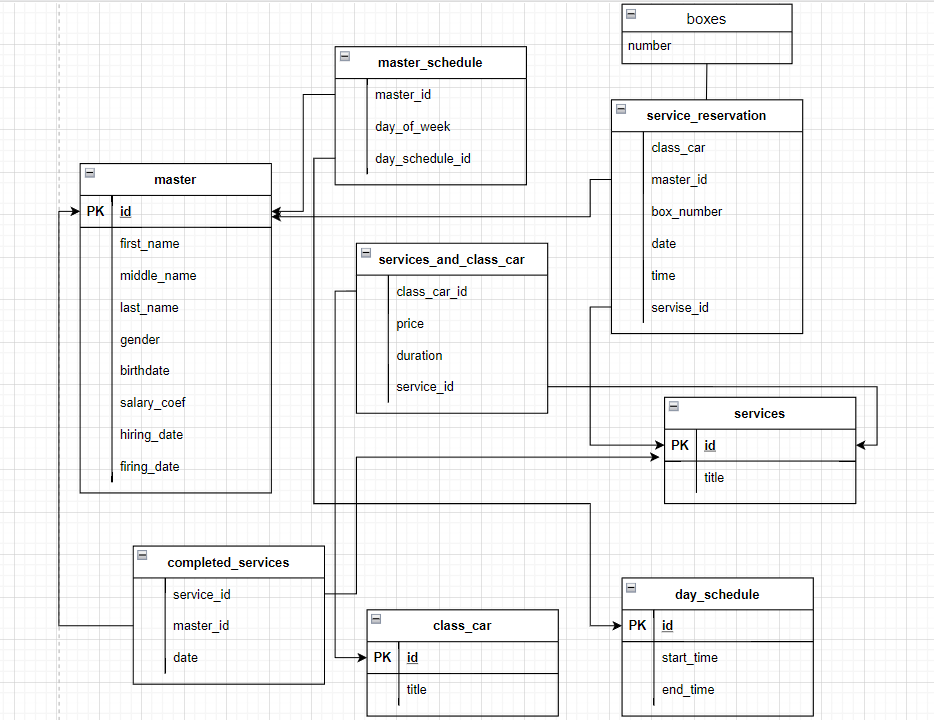 boxes
number
master_schedule
master_id
day_of_week
day_schedule_id
service_reservation
class_car
master_id
box_number
date
time
servise_id
master
PK id
first_name
middle_name
last_name
gender
birthdate
salary_coef
hiring_date
firing_date
services_and_class_car
class_car_id
price
duration
service_id
services
PK id
title
completed_services
service_id
master_id
date
class_car
PK id
title
day_schedule
PK id
start_time
end_time